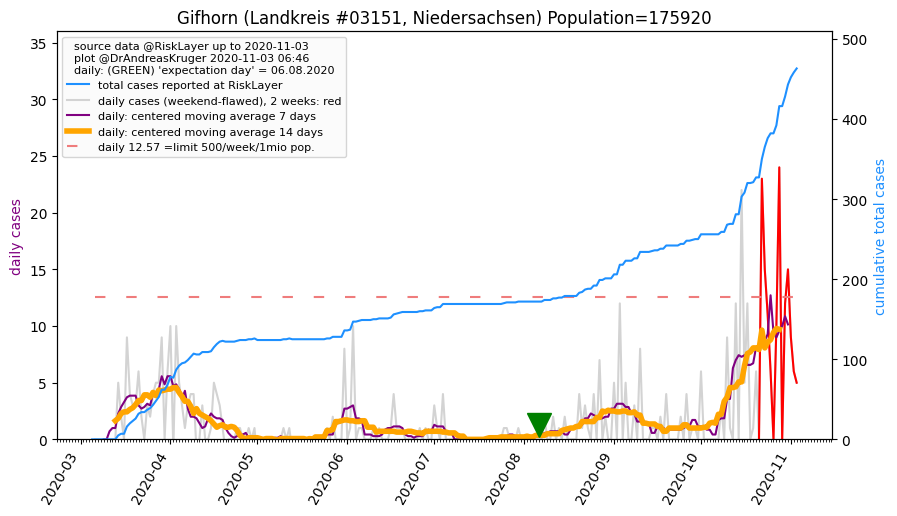 Gifhorn (Landkreis #03151, Niedersachsen) Population=175920
source data @RiskLayer up to 2020-11-03
plot @DrAndreasKruger 2020-11-03 06:46
daily: (GREEN) 'expectation day' = 06.08.2020
total cases reported at RiskLayer
daily cases (weekend-flawed), 2 weeks: red
daily: centered moving average 7 days
daily: centered moving average 14 days
daily 12.57 =limit 500/week/1mio pop.
daily cases
35
30
25
20
15
10
5
0
cumulative total cases
500
400
300
200
100
0
2020-03
2020-04
2020-05
2020-06
2020-07
2020-08
2020-09
2020-10
2020-11